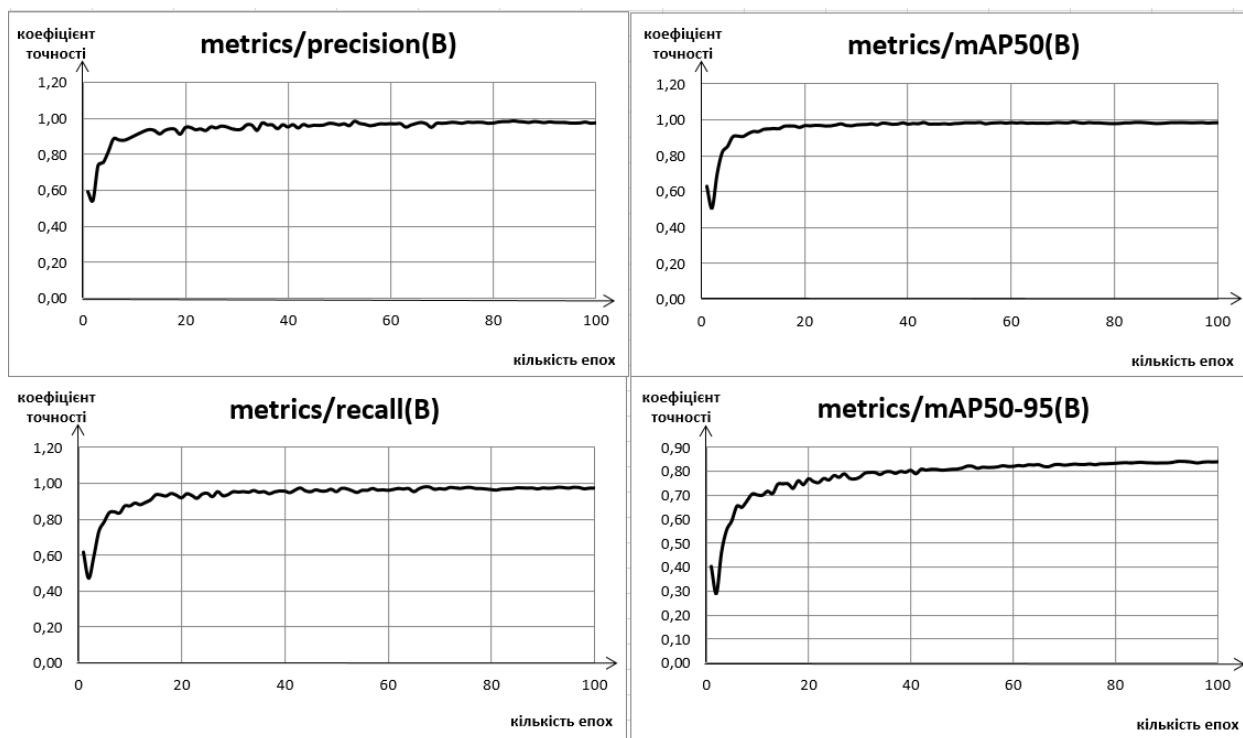 коефіцієнт
точності
metrics/precision(B)
1,20
1,00
0,80
0,60
0,40
0,20
0,00
0 20 40 60 80 100
кількість епох
коефіцієнт
точності
metrics/mAP50(B)
1,20
1,00
0,80
0,60
0,40
0,20
0,00
0 20 40 60 80 100
кількість епох
коефіцієнт
точності
metrics/recall(B)
1,20
1,00
0,80
0,60
0,40
0,20
0,00
0 20 40 60 80 100
кількість епох
коефіцієнт
точності
metrics/mAP50-95(B)
0,90
0,80
0,70
0,60
0,50
0,40
0,30
0,20
0,10
0,00
0 20 40 60 80 100
кількість епох